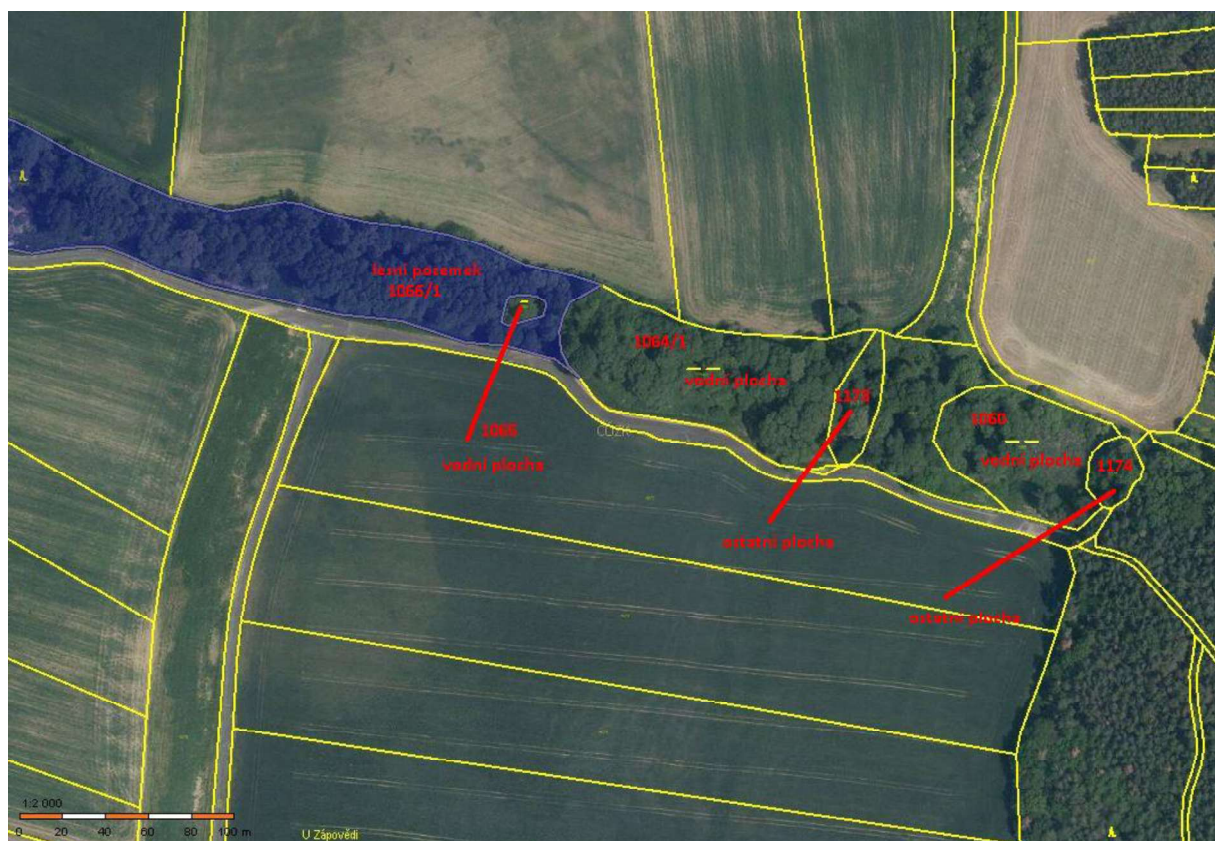 lesní pozemek
1066/1
1064/1
vodní plocha
1178
1060
vodní plocha
1174
1065
vodní plocha
ČÚZK
ostatní plocha
ostatní plocha
1:2 000
0 20 40 60 80 100 m
U Zápovědi